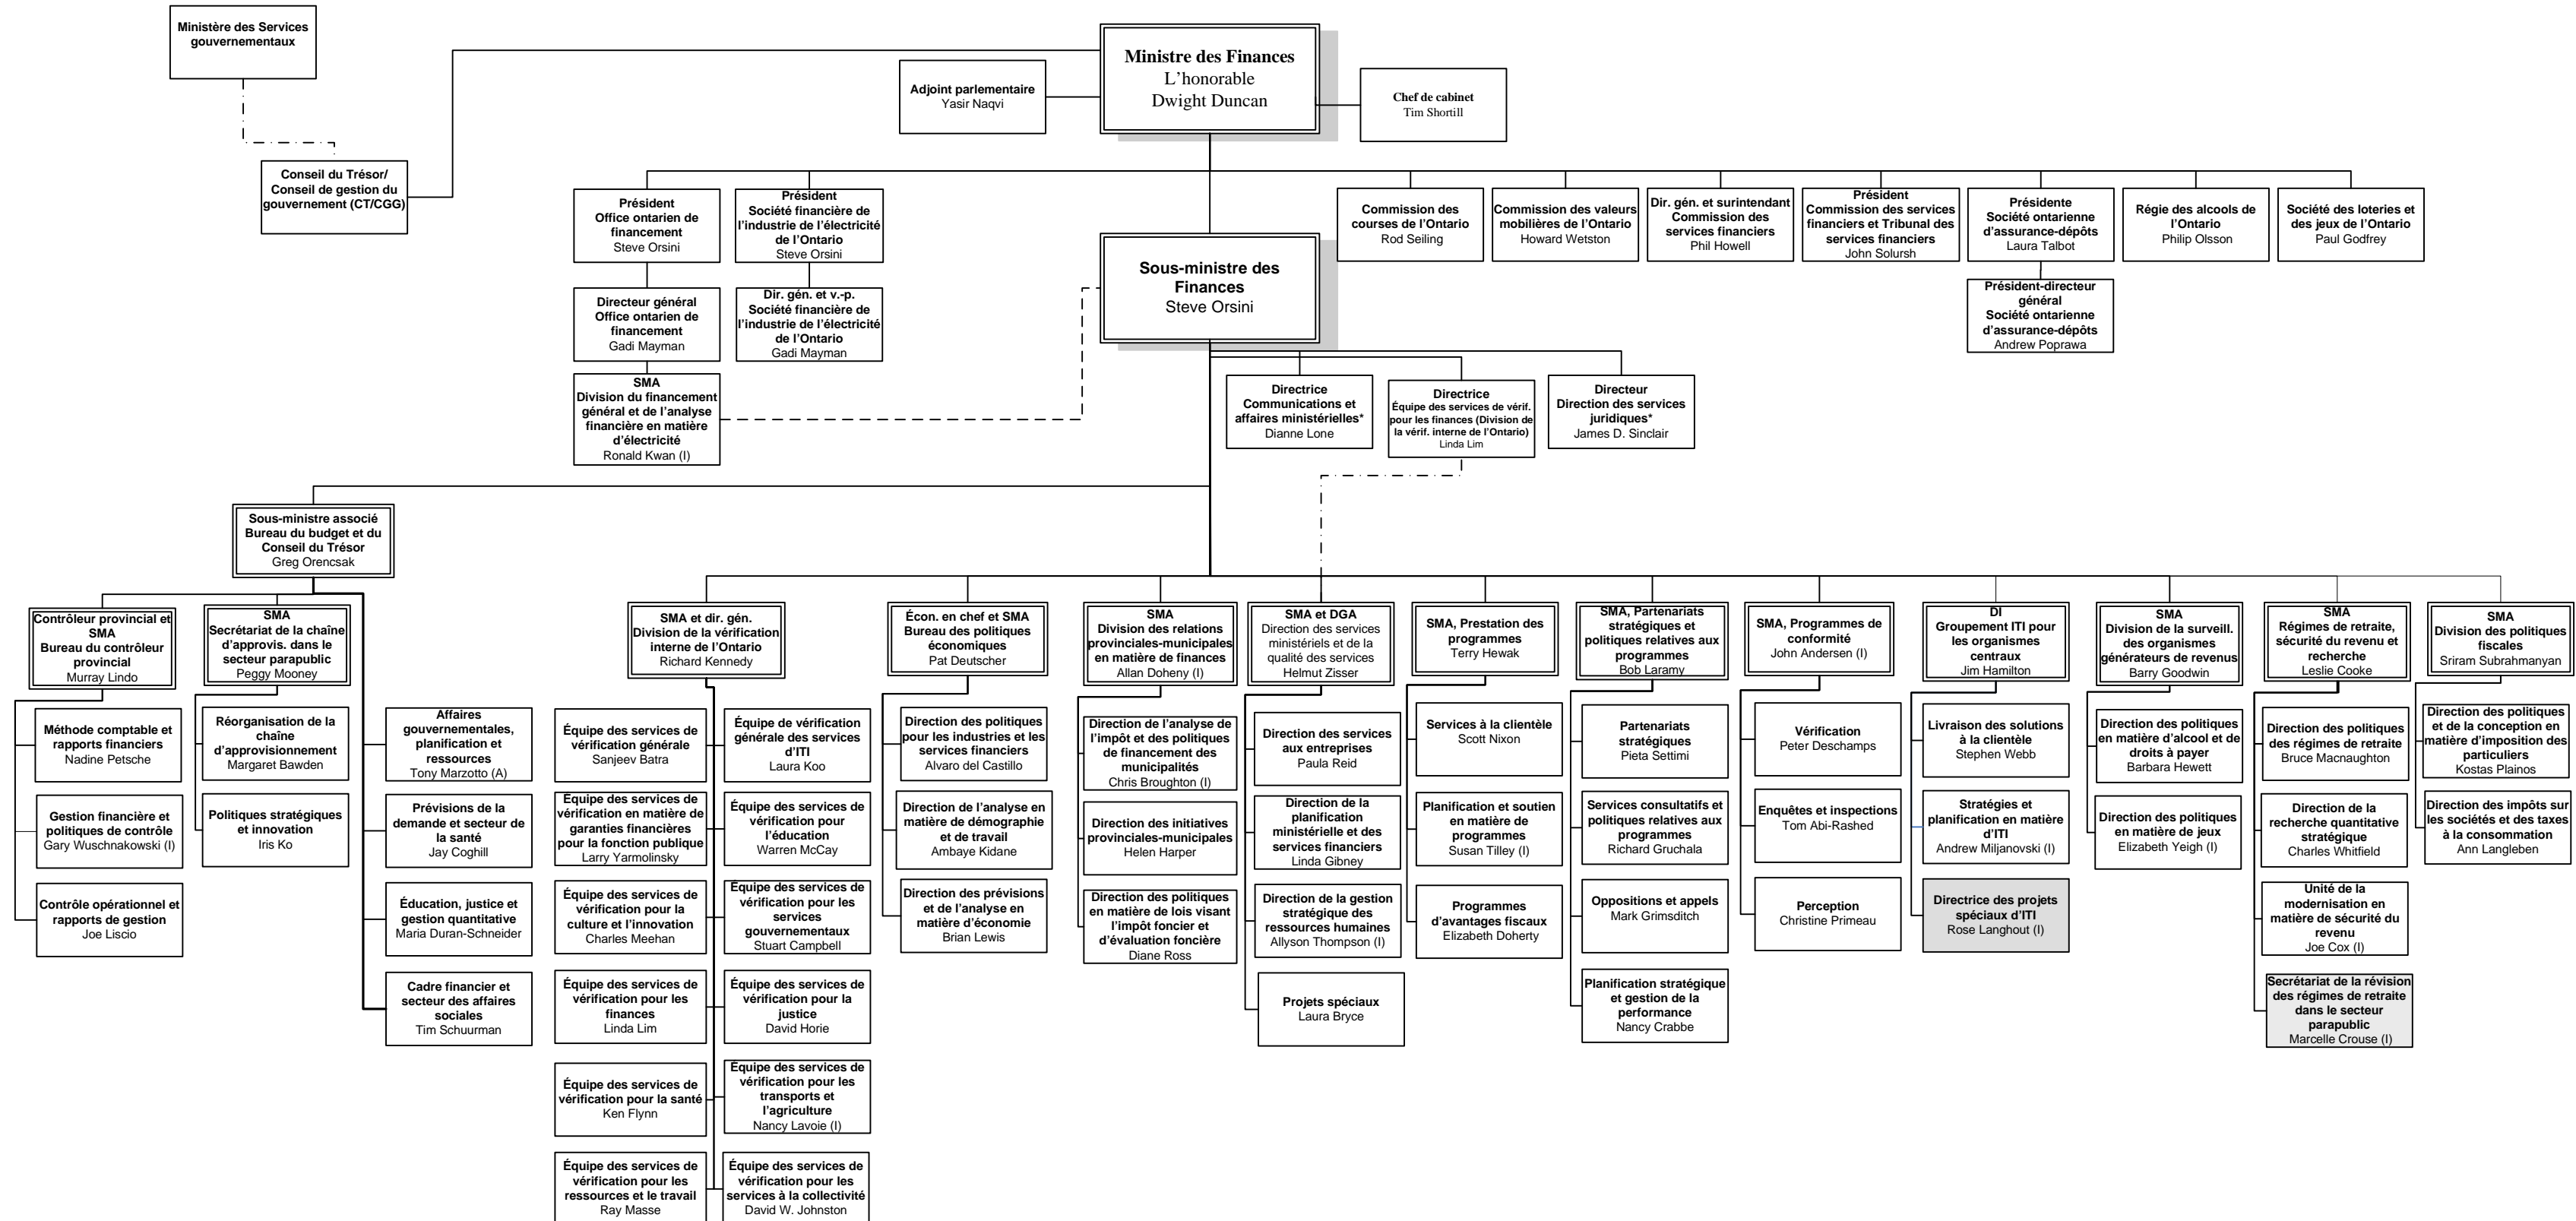 Ministère des Services
gouvernementaux
Ministre des Finances
L'honorable
Dwight Duncan
Adjoint parlementaire
Yasir Naqvi
Chef de cabinet
Tim Shortill
Conseil du Trésor/
Conseil de gestion du
gouvernement (CT/CGG)
Président
Office ontarien de
financement
Steve Orsini
Président
Société financière de
l'industrie de l'électricité
de l'Ontario
Steve Orsini
Commission des
courses de l'Ontario
Rod Seiling
Commission des valeurs
mobilières de l'Ontario
Howard Wetston
Dir. gén. et surintendant
Commission des
services financiers
Phil Howell
Président
Commission des services
financiers et Tribunal des
services financiers
John Solursh
Présidente
Société ontarienne
d'assurance-dépôts
Laura Talbot
Régie des alcools de
l'Ontario
Philip Olsson
Société des loteries et
des jeux de l'Ontario
Paul Godfrey
Sous-ministre des
Finances
Steve Orsini
Directeur général
Office ontarien de
financement
Gadi Mayman
Dir. gén. et v.-p.
Société financière de
l'industrie de l'électricité
de l'Ontario
Gadi Mayman
Président-directeur
général
Société ontarienne
d'assurance-dépôts
Andrew Poprawa
SMA
Division du financement
général et de l'analyse
financière en matière
d'électricité
Ronald Kwan (I)
Directrice
Communications et
affaires ministérielles*
Dianne Lone
Directrice
Équipe des services de vérif.
pour les finances (Division de
la vérif. interne de l'Ontario)
Linda Lim
Directeur
Direction des services
juridiques*
James D. Sinclair
Sous-ministre associé
Bureau du budget et du
Conseil du Trésor
Greg Orencsak
Contrôleur provincial et
SMA
Bureau du contrôleur
provincial
Murray Lindo
SMA
Secrétariat de la chaîne
d'approvis. dans le
secteur parapublic
Peggy Mooney
SMA et dir. gén.
Division de la vérification
interne de l'Ontario
Richard Kennedy
Écon. en chef et SMA
Bureau des politiques
économiques
Pat Deutscher
SMA
Division des relations
provinciales-municipales
en matière de finances
Allan Doheny (I)
SMA et DGA
Direction des services
ministériels et de la
qualité des services
Helmut Zisser
SMA, Prestation des
programmes
Terry Hewak
SMA, Partenariats
stratégiques et
politiques relatives aux
programmes
Bob Laramy
SMA, Programmes de
conformité
John Andersen (I)
DI
Groupement ITI pour
les organismes
centraux
Jim Hamilton
SMA
Division de la surveill.
des organismes
générateurs de revenus
Barry Goodwin
SMA
Régimes de retraite,
sécurité du revenu et
recherche
Leslie Cooke
SMA
Division des politiques
fiscales
Sriram Subrahmanyan
Méthode comptable et
rapports financiers
Nadine Petsche
Gestion financière et
politiques de contrôle
Gary Wuschnakowski (I)
Contrôle opérationnel et
rapports de gestion
Joe Liscio
Réorganisation de la
chaîne
d'approvisionnement
Margaret Bawden
Politiques stratégiques
et innovation
Iris Ko
Affaires
gouvernementales,
planification et
ressources
Tony Marzotto (A)
Prévisions de la
demande et secteur de
la santé
Jay Coghill
Éducation, justice et
gestion quantitative
Maria Duran-Schneider
Cadre financier et
secteur des affaires
sociales
Tim Schuurman
Équipe des services de
vérification générale
Sanjeev Batra
Équipe de vérification
générale des services
d'ITI
Laura Koo
Équipe des services de
vérification en matière de
garanties financières
pour la fonction publique
Larry Yarmolinsky
Équipe des services de
vérification pour
l'éducation
Warren McCay
Équipe des services de
vérification pour la
culture et l'innovation
Charles Meehan
Équipe des services de
vérification pour les
services
gouvernementaux
Stuart Campbell
Équipe des services de
vérification pour les
finances
Linda Lim
Équipe des services de
vérification pour la
justice
David Horie
Équipe des services de
vérification pour la santé
Ken Flynn
Équipe des services de
vérification pour les
transports et
l'agriculture
Nancy Lavoie (I)
Équipe des services de
vérification pour les
ressources et le travail
Ray Masse
Équipe des services de
vérification pour les
services à la collectivité
David W. Johnston
Direction des politiques
pour les industries et les
services financiers
Alvaro del Castillo
Direction de l'analyse en
matière de démographie
et de travail
Ambaye Kidane
Direction des prévisions
et de l'analyse en
matière d'économie
Brian Lewis
Direction de l'analyse de
l'impôt et des politiques
de financement des
municipalités
Chris Broughton (I)
Direction des initiatives
provinciales-municipales
Helen Harper
Direction des politiques
en matière de lois visant
l'impôt foncier et
d'évaluation foncière
Diane Ross
Direction des services
aux entreprises
Paula Reid
Direction de la
planification
ministérielle et des
services financiers
Linda Gibney
Direction de la gestion
stratégique des
ressources humaines
Allyson Thompson (I)
Projets spéciaux
Laura Bryce
Services à la clientèle
Scott Nixon
Planification et soutien
en matière de
programmes
Susan Tilley (I)
Programmes
d'avantages fiscaux
Elizabeth Doherty
Partenariats
stratégiques
Pieta Settimi
Services consultatifs et
politiques relatives aux
programmes
Richard Gruchala
Oppositions et appels
Mark Grimsditch
Planification stratégique
et gestion de la
performance
Nancy Crabbe
Vérification
Peter Deschamps
Enquêtes et inspections
Tom Abi-Rashed
Perception
Christine Primeau
Livraison des solutions
à la clientèle
Stephen Webb
Stratégies et
planification en matière
d'ITI
Andrew Miljanovski (I)
Directrice des projets
spéciaux d'ITI
Rose Langhout (I)
Direction des politiques
en matière d'alcool et de
droits à payer
Barbara Hewett
Direction des politiques
en matière de jeux
Elizabeth Yeigh (I)
Direction des politiques
des régimes de retraite
Bruce Macnaughton
Direction de la
recherche quantitative
stratégique
Charles Whitfield
Unité de la
modernisation en
matière de sécurité du
revenu
Joe Cox (I)
Secrétariat de la révision
des régimes de retraite
dans le secteur
parapublic
Marcelle Crouse (I)
Direction des politiques
et de la conception en
matière d'imposition des
particuliers
Kostas Plainos
Direction des impôts sur
les sociétés et des taxes
à la consommation
Ann Langleben